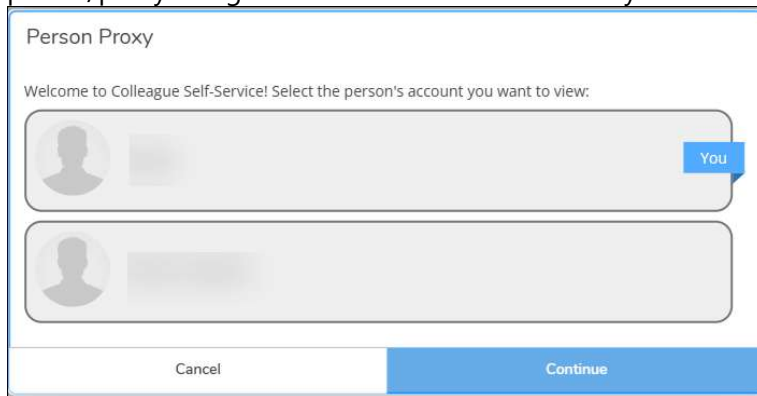 Person Proxy
Welcome to Colleague Self-Service! Select the person's account you want to view:
You
Cancel
Continue